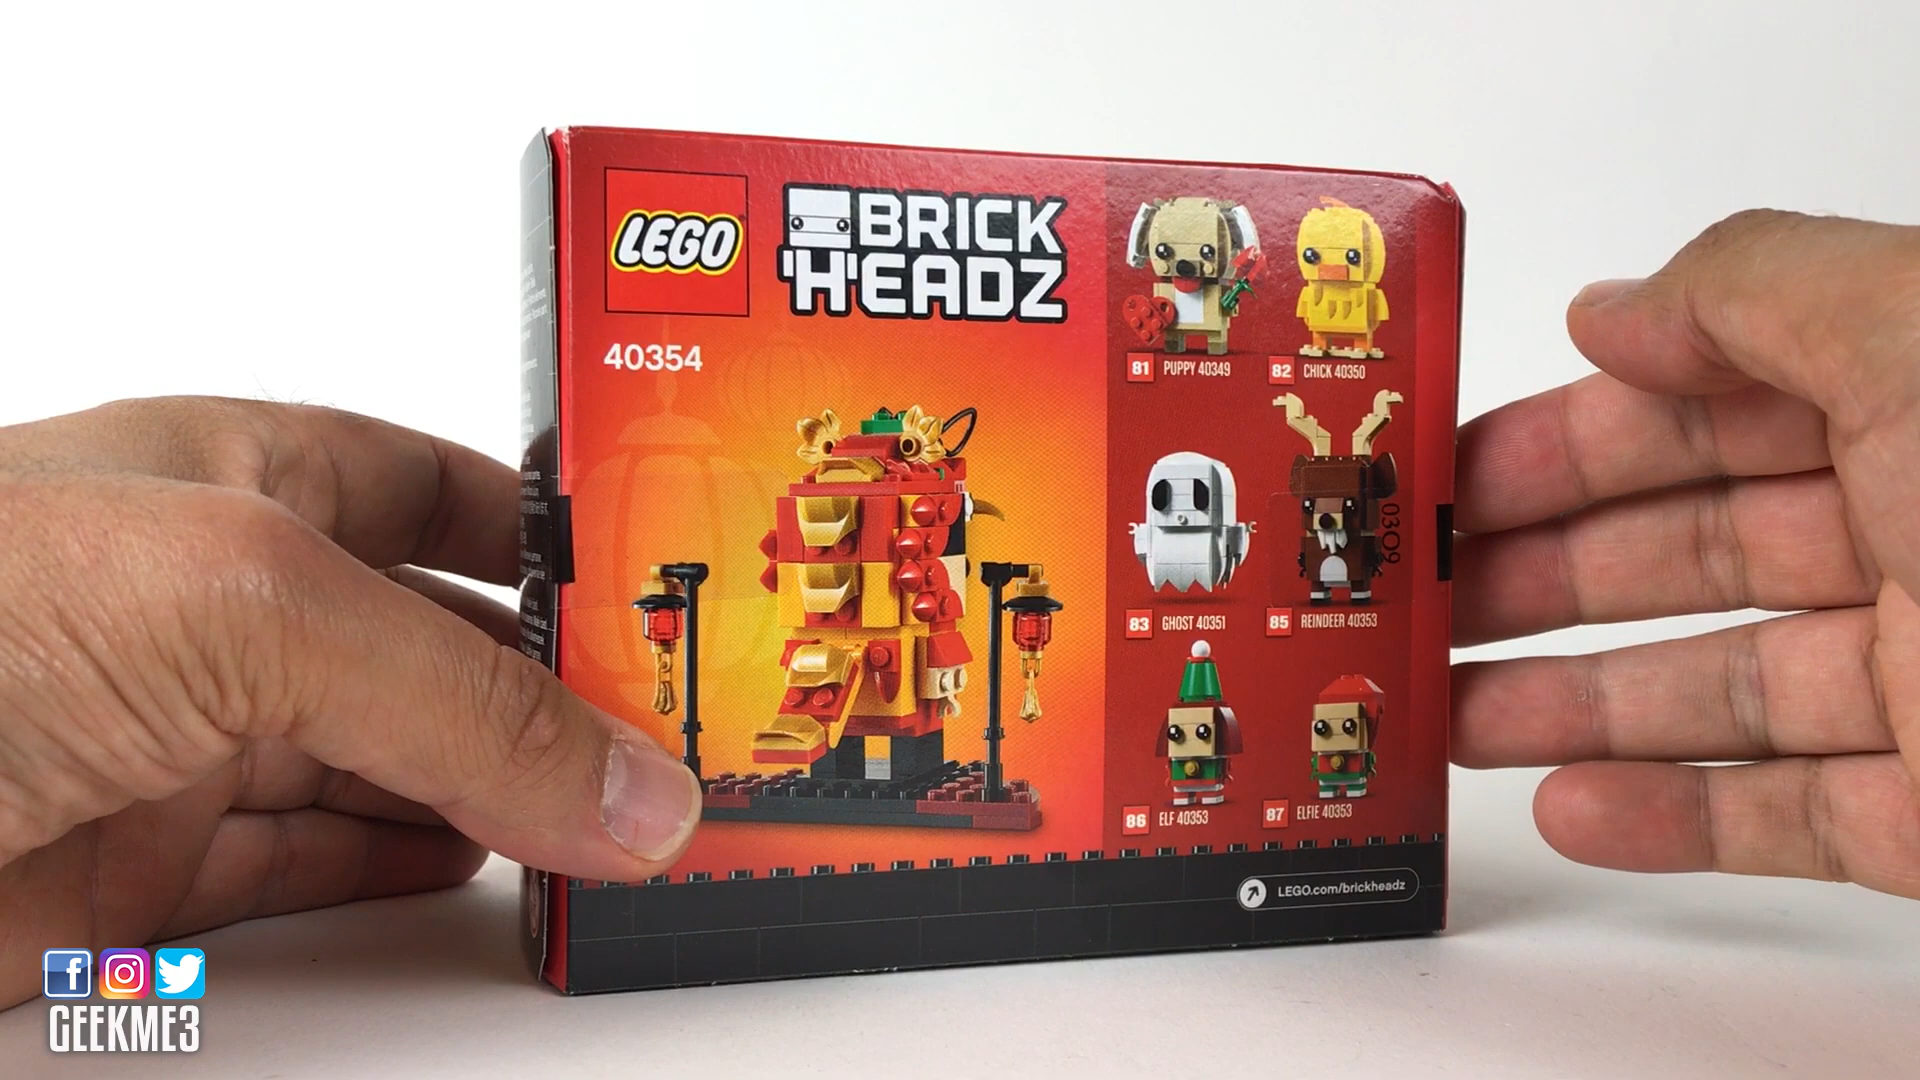 LEGO
BRICK
'H'EADZ
40354
81 PUPPY 40349
82 CHICK 40350
83 GHOST 40351
85 REINDEER 40353
0309
86 ELF 40353
87 ELFIE 40353
LEGO.com/brickheadz
GEEKME3